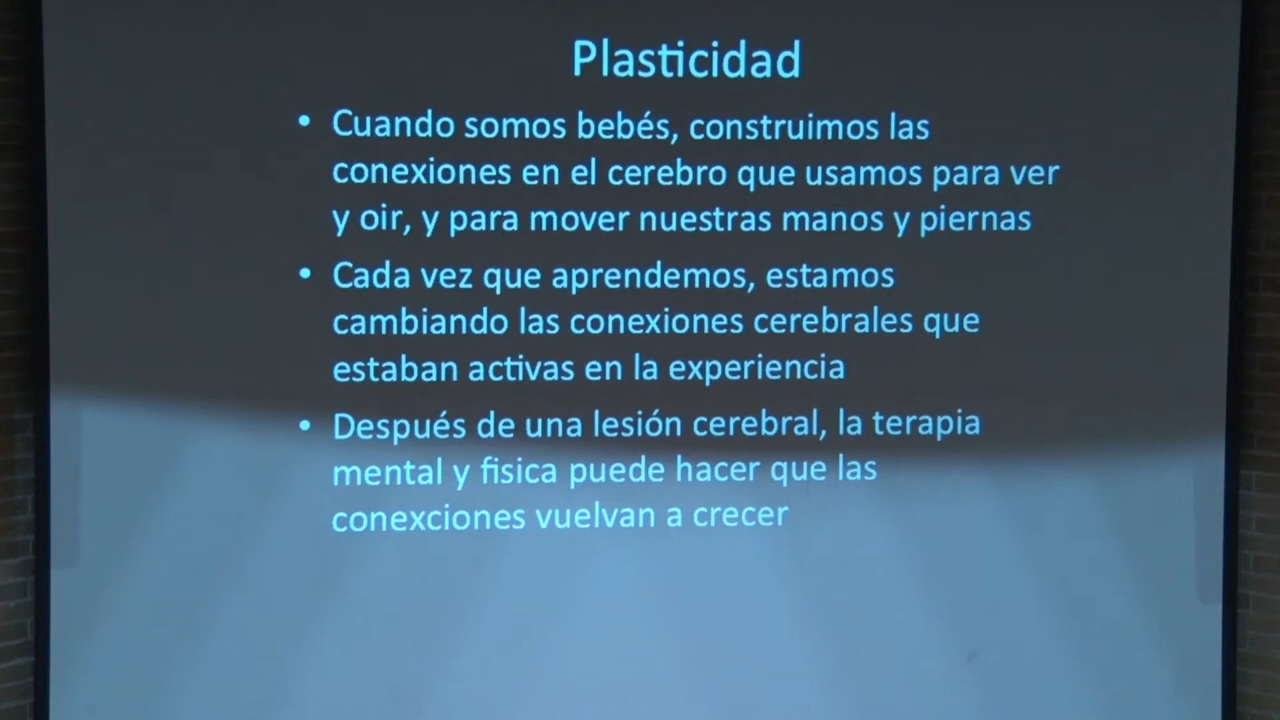 Plasticidad
• Cuando somos bebés, construimos las
conexiones en el cerebro que usamos para ver
y oir, y para mover nuestras manos y piernas
• Cada vez que aprendemos, estamos
cambiando las conexiones cerebrales que
estaban activas en la experiencia
• Después de una lesión cerebral, la terapia
mental y fisica puede hacer que las
conexciones vuelvan a crecer